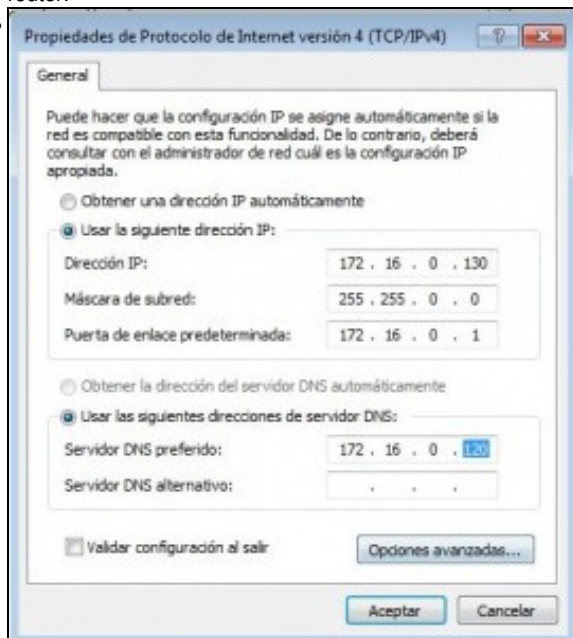 router.
Propiedades de Protocolo de Internet versión 4 (TCP/IPv4)
General
Puede hacer que la configuración IP se asigne automáticamente si la
red es compatible con esta funcionalidad. De lo contrario, deberá
consultar con el administrador de red cuál es la configuración IP
apropiada.
Obtener una dirección IP automáticamente
Usar la siguiente dirección IP:
Dirección IP: 172 . 16 . 0 . 130
Máscara de subred: 255 . 255 . 0 . 0
Puerta de enlace predeterminada: 172 . 16 . 0 . 1
Obtener la dirección del servidor DNS automáticamente
Usar las siguientes direcciones de servidor DNS:
Servidor DNS preferido: 172 . 16 . 0 . 120
Servidor DNS alternativo: . . .
Validar configuración al salir
Opciones avanzadas...
Aceptar Cancelar